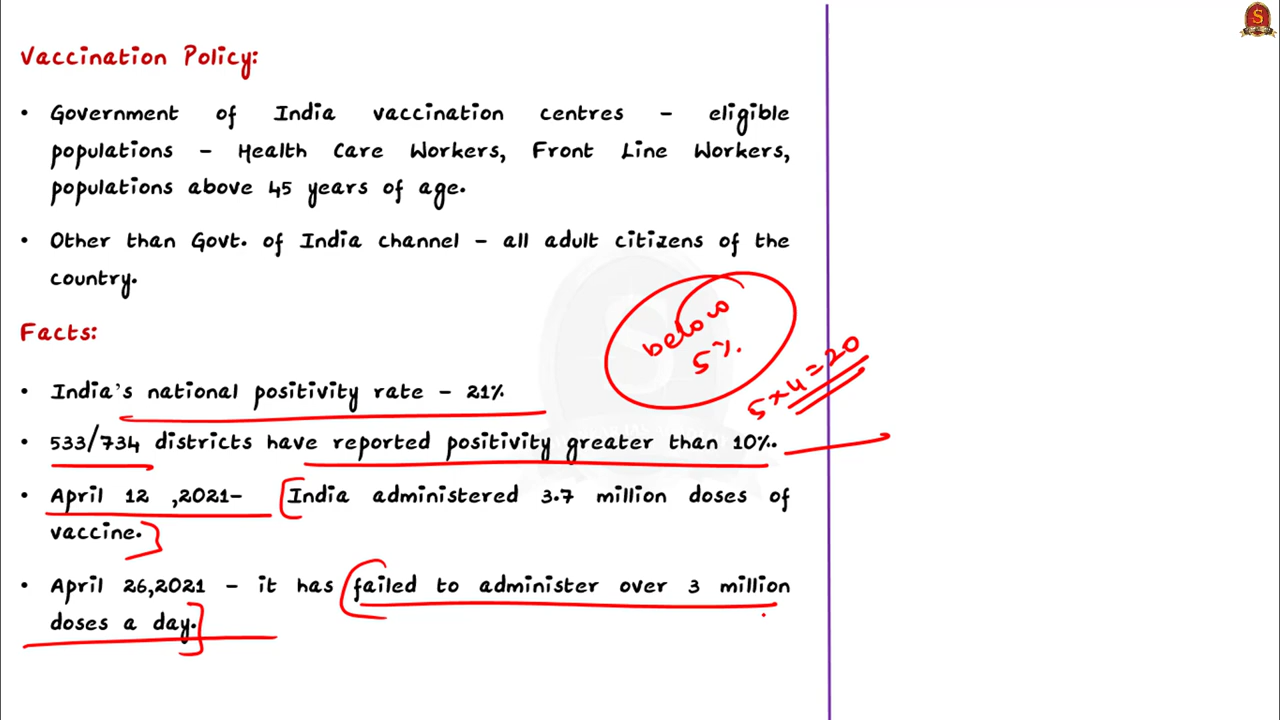 Vaccination Policy:
• Government of India vaccination centres - eligible
populations - Health Care Workers, Front Line Workers,
populations above 45 years of age.
• Other than Govt. of India channel - all adult citizens of the
country.
Facts:
below
5%.
5 x 4 = 20
• India's national positivity rate - 21%
• 533/734 districts have reported positivity greater than 10%.
• April 12 ,2021- India administered 3.7 million doses of
vaccine.
• April 26,2021 - it has failed to administer over 3 million
doses a day.
S